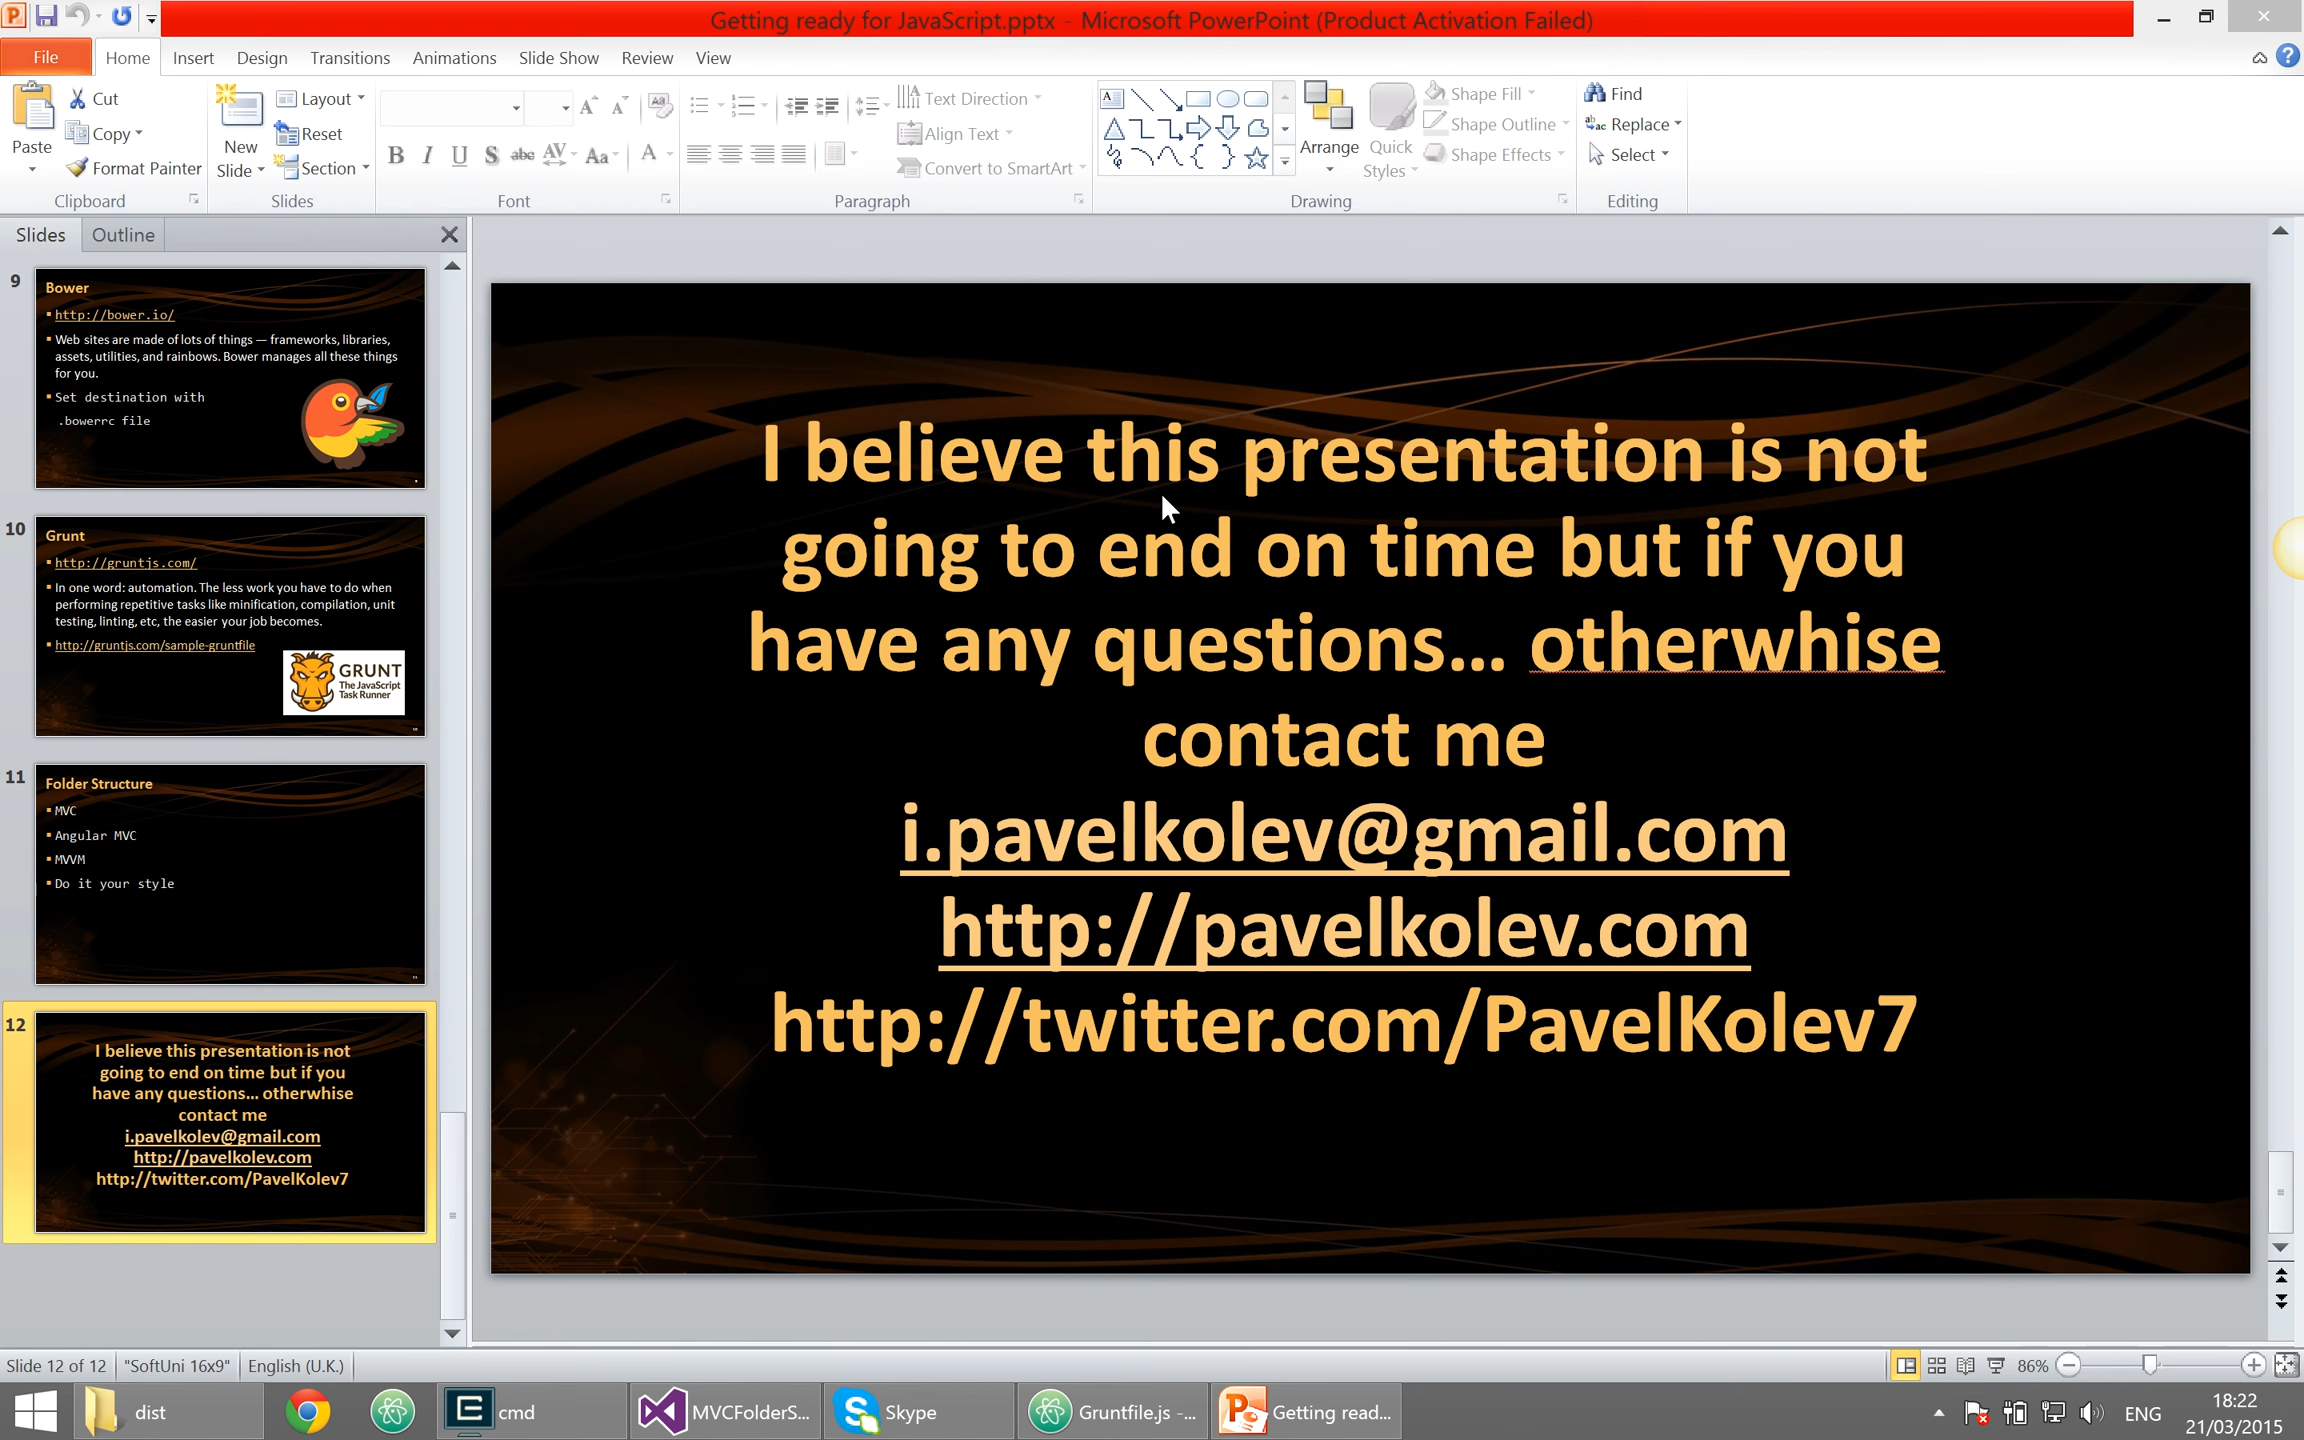 Getting ready for JavaScript.pptx - Microsoft PowerPoint (Product Activation Failed)
File Home Insert Design Transitions Animations Slide Show Review View
Paste
Cut
Copy
Format Painter
Clipboard
New
Slide
Layout
Reset
Section
Slides
B I U S abc AV Aa A
Font
Text Direction
Align Text
Convert to SmartArt
Paragraph
Arrange
Quick
Styles
Shape Fill
Shape Outline
Shape Effects
Drawing
Find
Replace
Select
Editing
Slides Outline
9
Bower
http://bower.io/
Web sites are made of lots of things — frameworks, libraries,
assets, utilities, and rainbows. Bower manages all these things
for you.
Set destination with
.bowerrc file
10
Grunt
http://gruntjs.com/
In one word: automation. The less work you have to do when
performing repetitive tasks like minification, compilation, unit
testing, linting, etc, the easier your job becomes.
http://gruntjs.com/sample-gruntfile
GRUNT
The JavaScript
Task Runner
11
Folder Structure
MVC
Angular MVC
MVVM
Do it your style
12
I believe this presentation is not
going to end on time but if you
have any questions... otherwhise
contact me
i.pavelkolev@gmail.com
http://pavelkolev.com
http://twitter.com/PavelKolev7
I believe this presentation is not
going to end on time but if you
have any questions... otherwhise
contact me
i.pavelkolev@gmail.com
http://pavelkolev.com
http://twitter.com/PavelKolev7
Slide 12 of 12 "SoftUni 16x9" English (U.K.) 86%
dist cmd MVCFolderS... Skype Gruntfile.js -... Getting read... ENG
18:22
21/03/2015